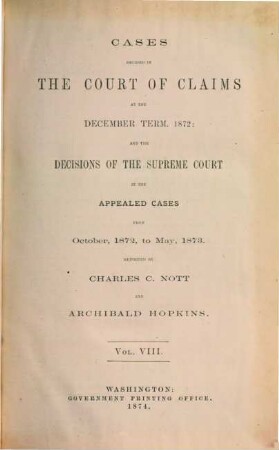 CASES
DECIDED IN
THE COURT OF CLAIMS
AT THE
DECEMBER TERM, 1872;
AND THE
DECISIONS OF THE SUPREME COURT
IN THE
APPEALED CASES
FROM
October, 1872, to May, 1873.
REPORTED BY
CHARLES C. NOTT
AND
ARCHIBALD HOPKINS.
VOL. VIII.
WASHINGTON:
GOVERNMENT PRINTING OFFICE,
1874.